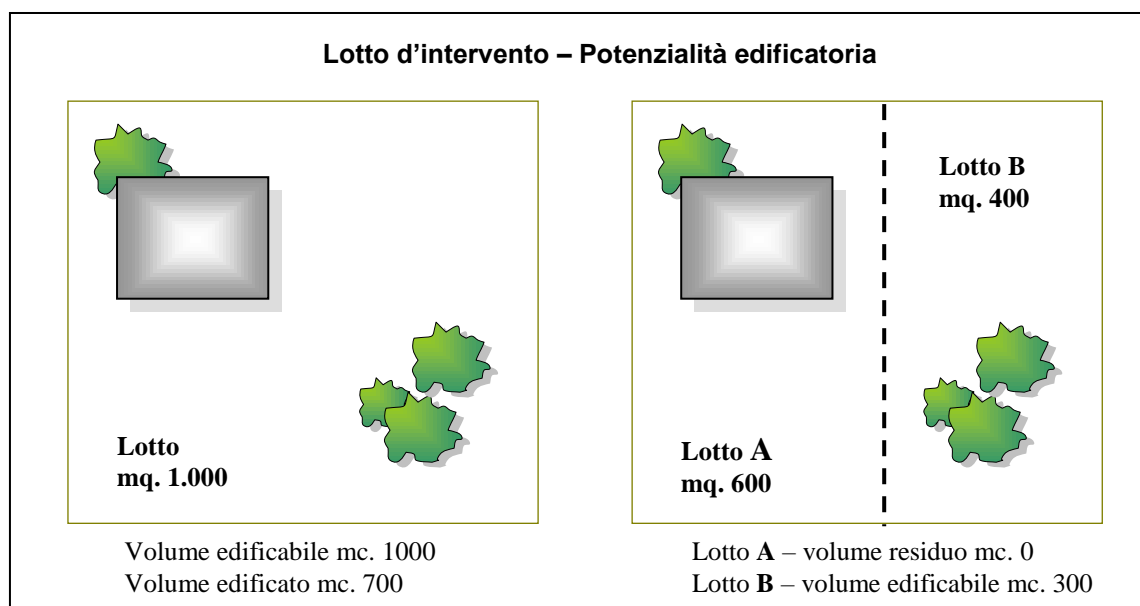 Lotto d’intervento – Potenzialità edificatoria
Lotto
mq. 1.000
Volume edificabile mc. 1000
Volume edificato mc. 700
Lotto B
mq. 400
Lotto A
mq. 600
Lotto A – volume residuo mc. 0
Lotto B – volume edificabile mc. 300